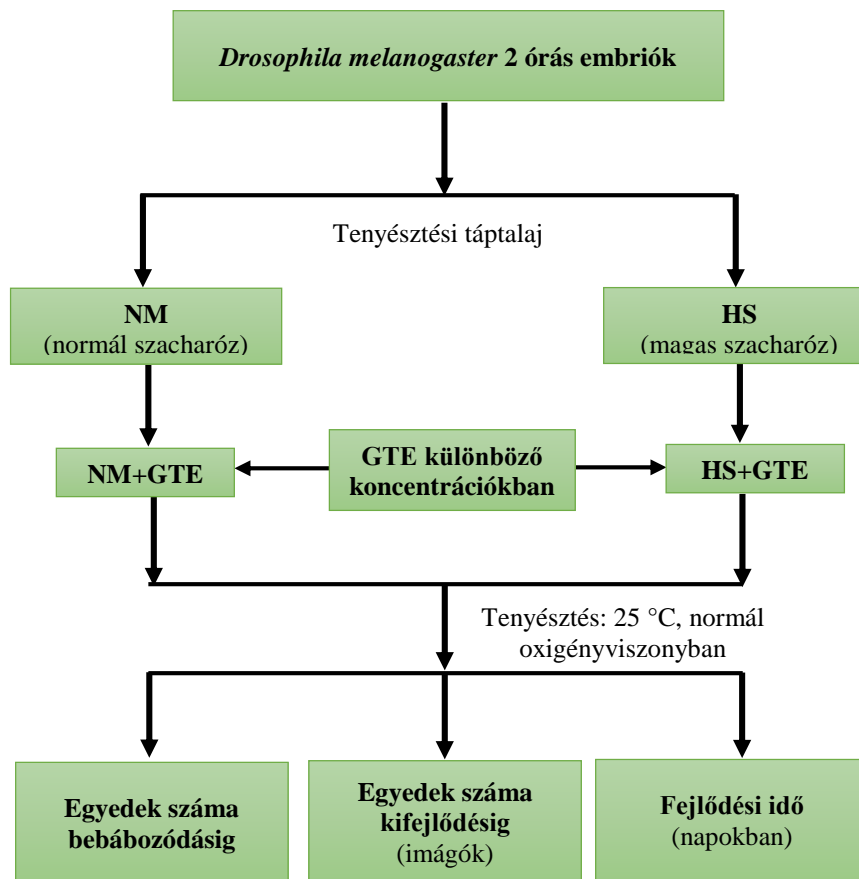 Drosophila melanogaster 2 órás embriók
Tenyésztési táptalaj
NM
(normál szacharóz)
HS
(magas szacharóz)
NM+GTE
GTE különböző
koncentrációkban
HS+GTE
Tenyésztés: 25 °C, normál
oxigényviszonyban
Egyedek száma
bebábozódásig
Egyedek száma
kifejlődésig
(imágók)
Fejlődési idő
(napokban)